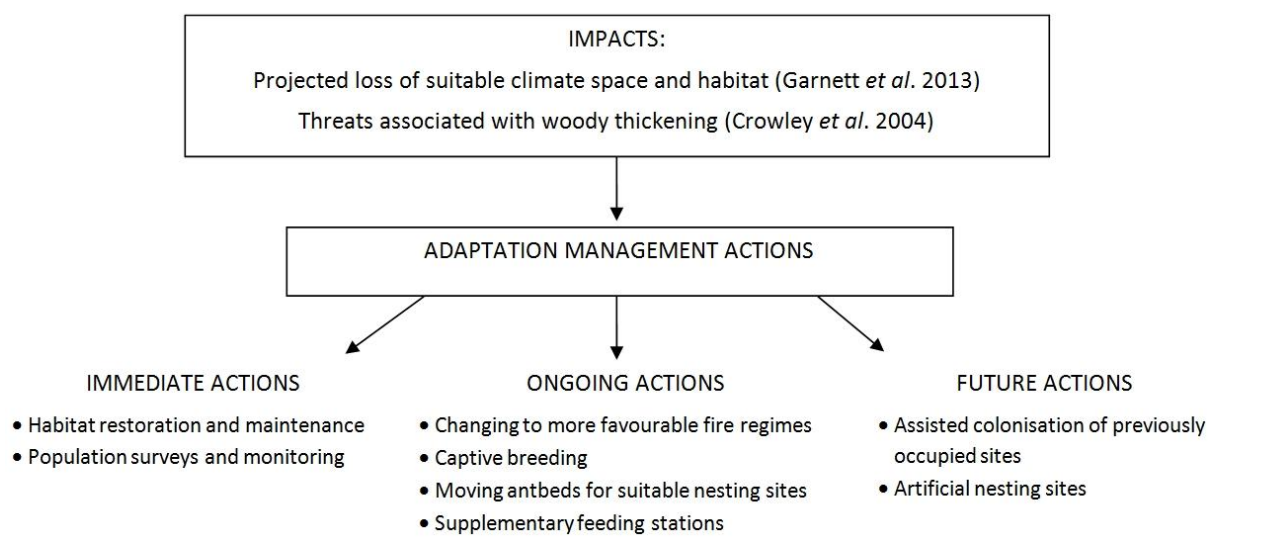 IMPACTS:
Projected loss of suitable climate space and habitat (Garnett et al. 2013)
Threats associated with woody thickening (Crowley et al. 2004)
ADAPTATION MANAGEMENT ACTIONS
IMMEDIATE ACTIONS
• Habitat restoration and maintenance
• Population surveys and monitoring
ONGOING ACTIONS
• Changing to more favourable fire regimes
• Captive breeding
• Moving antbeds for suitable nesting sites
• Supplementary feeding stations
FUTURE ACTIONS
• Assisted colonisation of previously
occupied sites
• Artificial nesting sites